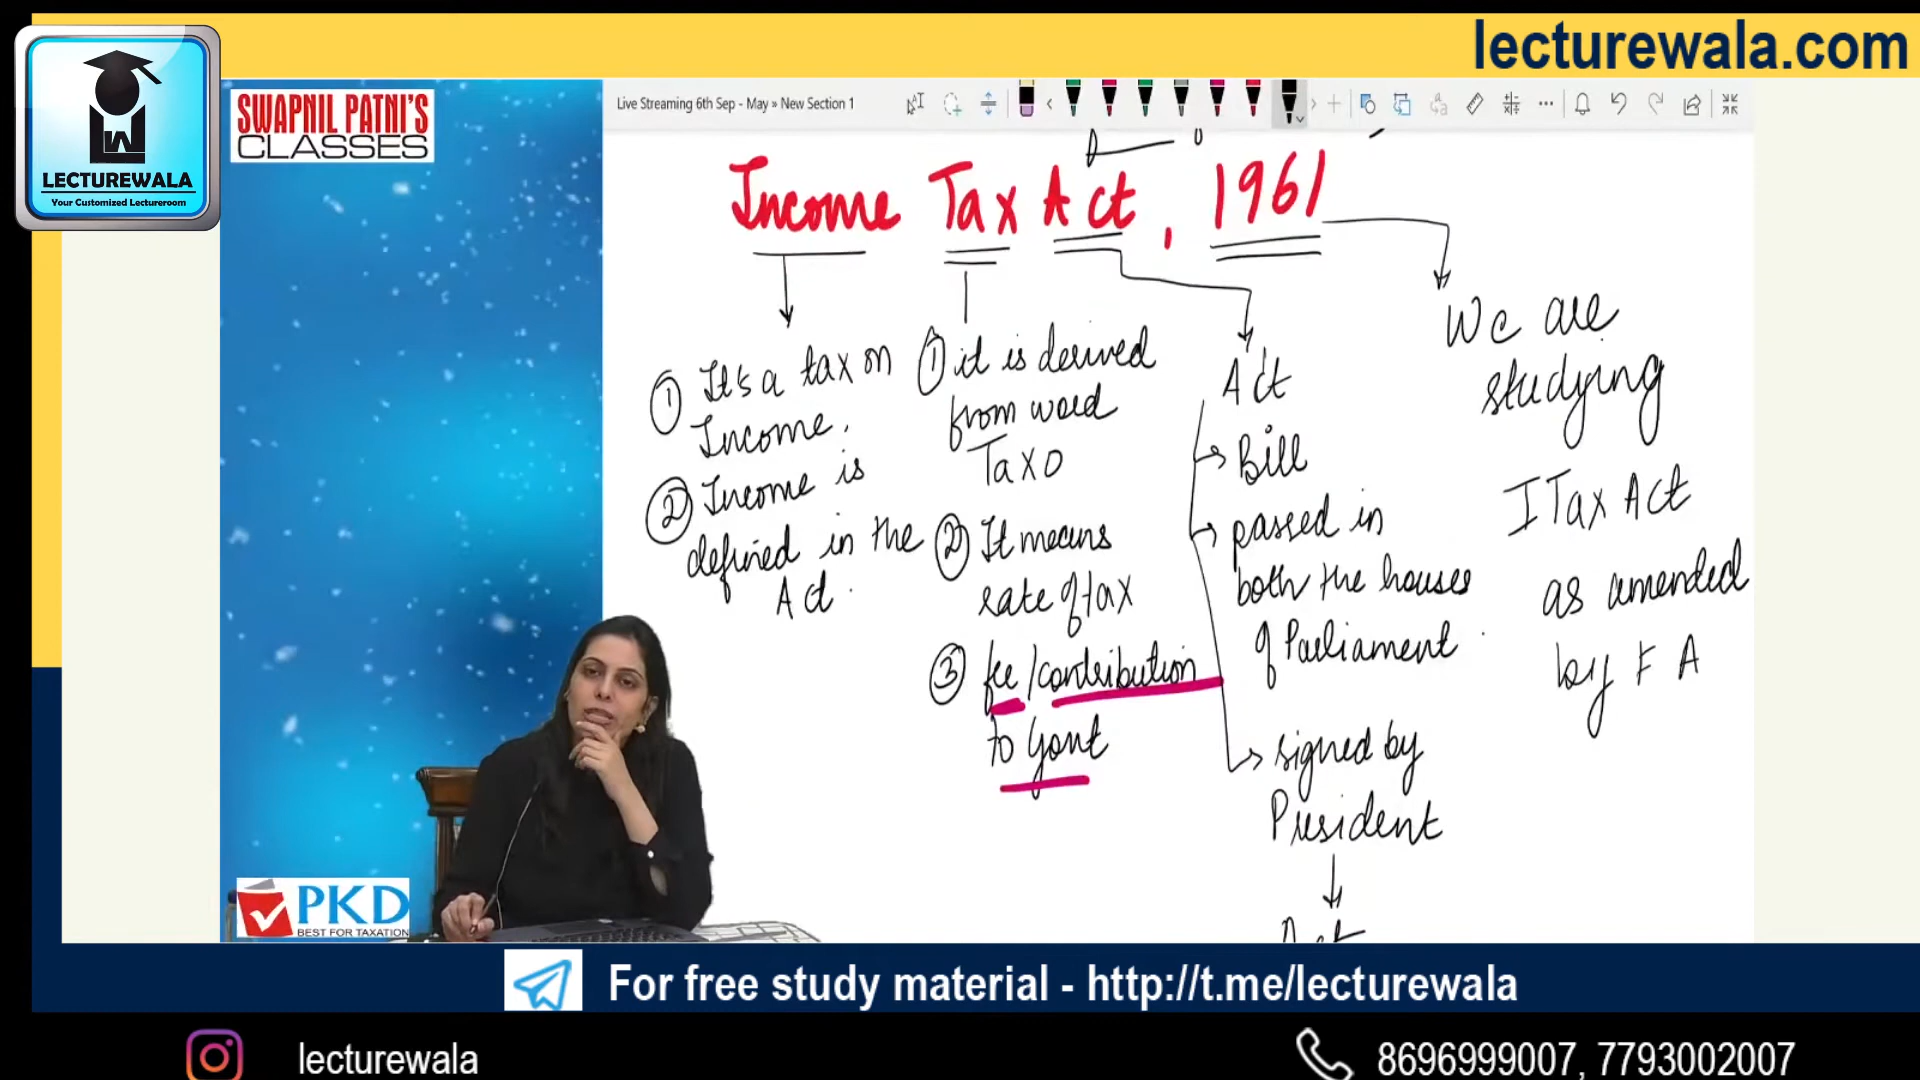 lecturewala.com
LW
LECTUREWALA
Your Customized Lectureroom
SWAPNIL PATNI'S
CLASSES
Live Streaming 6th Sep - May » New Section 1
Income Tax Act, 1961
① It's a tax on
Income.
② Income is
defined in the
Act.
① it is derived
from word
Taxo
② It means
rate of tax
③ fee/contribution
to Govt
Act
Bill
passed in
both the houses
of Parliament
signed by
President
Act
We are
studying
I Tax Act
as amended
by F A
PKD
BEST FOR TAXATION
For free study material - http://t.me/lecturewala
lecturewala
8696999007, 7793002007